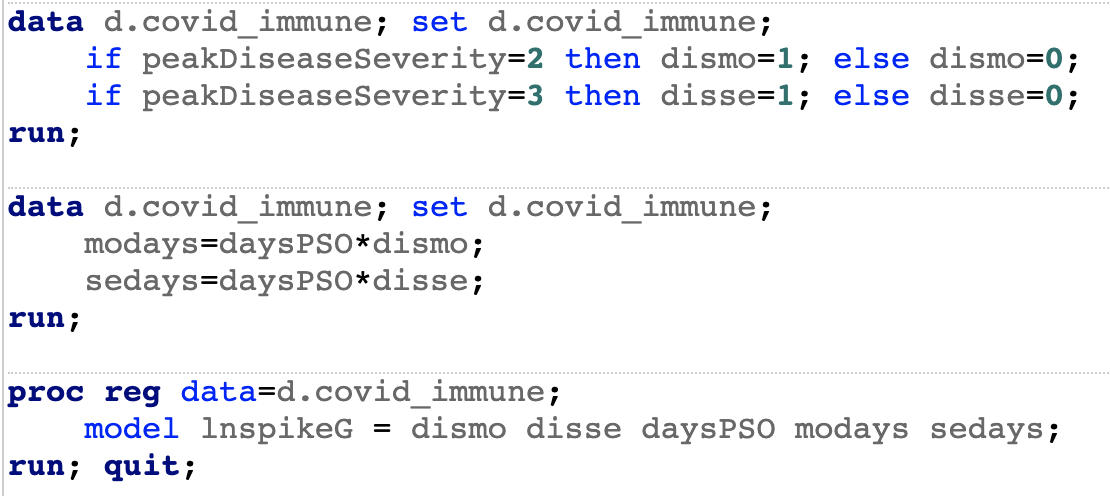 data d.covid_immune; set d.covid_immune;
    if peakDiseaseSeverity=2 then dismo=1; else dismo=0;
    if peakDiseaseSeverity=3 then disse=1; else disse=0;
run;
data d.covid_immune; set d.covid_immune;
    modays=daysPSO*dismo;
    sedays=daysPSO*disse;
run;
proc reg data=d.covid_immune;
    model lnspikeG = dismo disse daysPSO modays sedays;
run; quit;